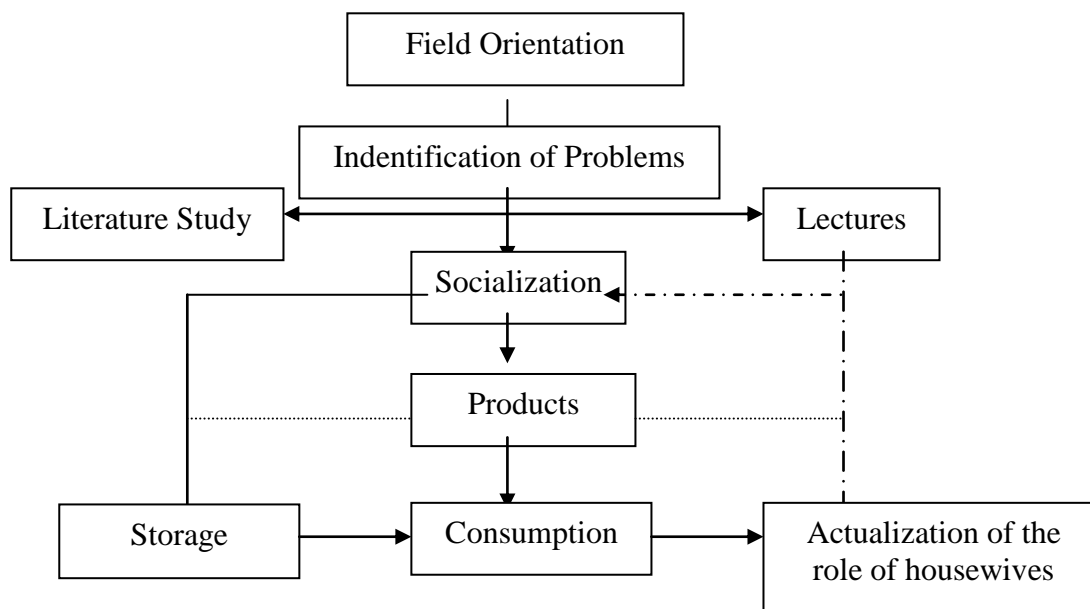 Field Orientation
Indentification of Problems
Literature Study
Lectures
Socialization
Products
Storage
Consumption
Actualization of the
role of housewives